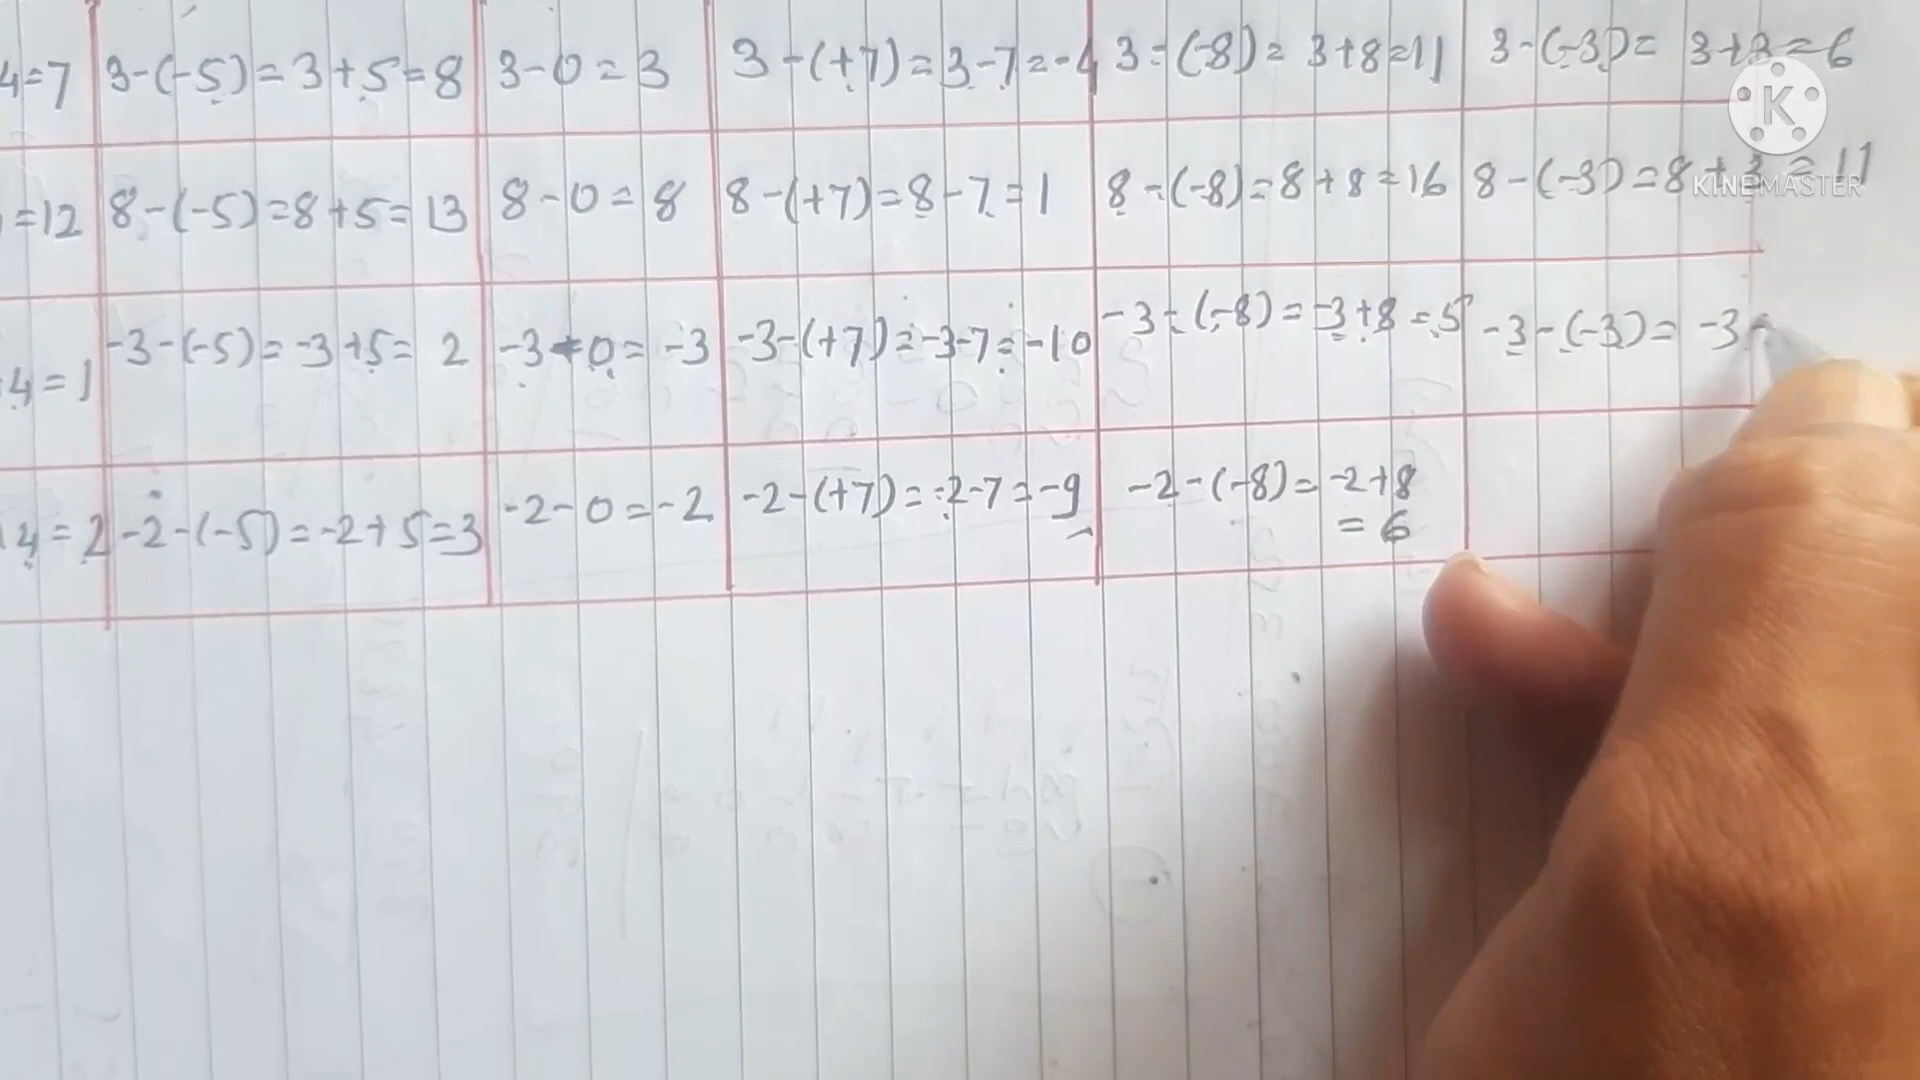 4=7 3-(-5)=3+5=8 3-0=3 3-(+7)=3-7=-4 3-(-8)=3+8=11 3-(-3)=3+3=6
=12 8-(-5)=8+5=13 8-0=8 8-(+7)=8-7=1 8-(-8)=8+8=16 8-(-3)=8+3=11
KINEMASTER
4=1 -3-(-5)=-3+5=2 -3-0=-3 -3-(+7)=-3-7=-10 -3-(-8)=-3+8=5 -3-(-3)=-3
4=2 -2-(-5)=-2+5=3 -2-0=-2 -2-(+7)=-2-7=-9 -2-(-8)=-2+8
=6